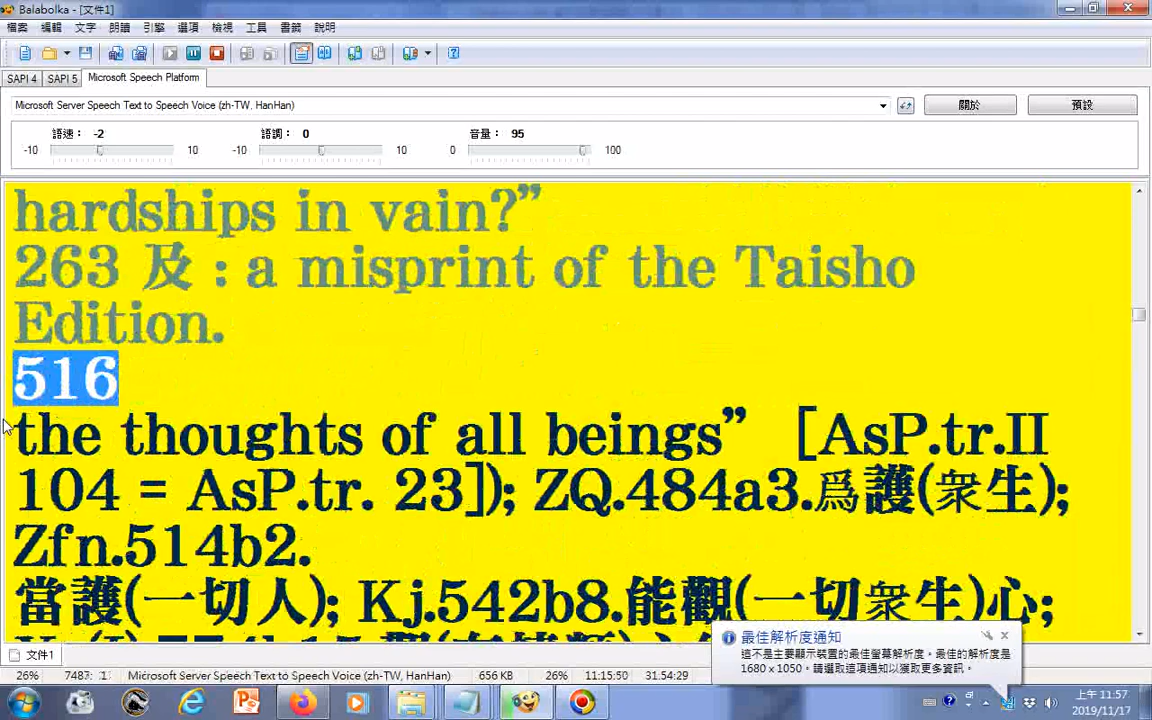 Balabolka - [文件1]
檔案 編輯 文字 朗讀 引擎 選項 檢視 工具 書籤 說明
SAPI 4 SAPI 5 Microsoft Speech Platform
Microsoft Server Speech Text to Speech Voice (zh-TW, HanHan)
關於 預設
語速： -2 語調： 0 音量： 95
-10 10 -10 10 0 100
hardships in vain?”
263 及 : a misprint of the Taisho
Edition.
516
the thoughts of all beings” [AsP.tr.II
104 = AsP.tr. 23]); ZQ.484a3.爲護(衆生);
Zfn.514b2.
當護(一切人); Kj.542b8.能觀(一切衆生)心;
最佳解析度通知
這不是主要顯示裝置的最佳螢幕解析度。最佳的解析度是
1680 x 1050。請選取這項通知以獲取更多資訊。
文件1
26% Microsoft Server Speech Text to Speech Voice (zh-TW, HanHan) 656 KB 26% 11:15:50 31:54:29
上午 11:57
2019/11/17